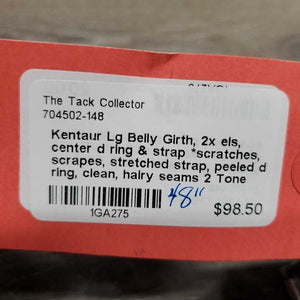 The Tack Collector
704502-148
Kentaur Lg Belly Girth, 2x els,
center d ring & strap *scratches,
scrapes, stretched strap, peeled d
ring, clean, hairy seams 2 Tone
48"
1GA275
$98.50